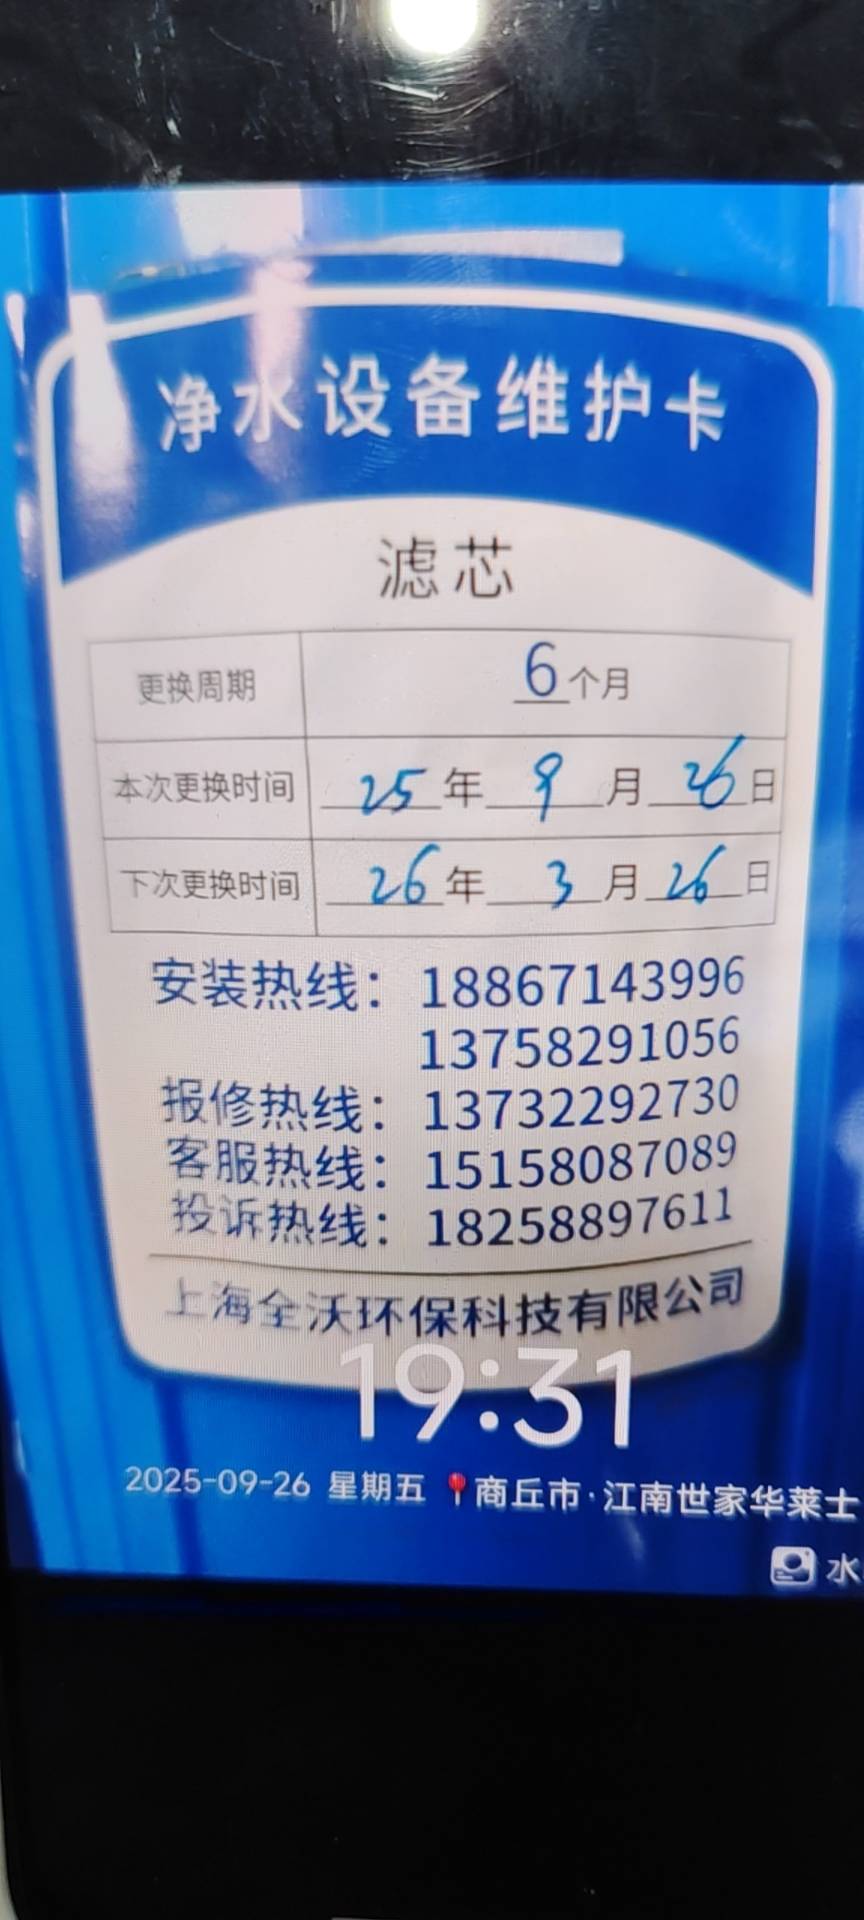 净水设备维护卡
滤芯
更换周期 6个月
本次更换时间 25年9月26日
下次更换时间 26年3月26日
安装热线：18867143996
13758291056
报修热线：13732292730
客服热线：15158087089
投诉热线：18258897611
上海全沃环保科技有限公司
19:31
2025-09-26 星期五 📍商丘市·江南世家华莱士
水